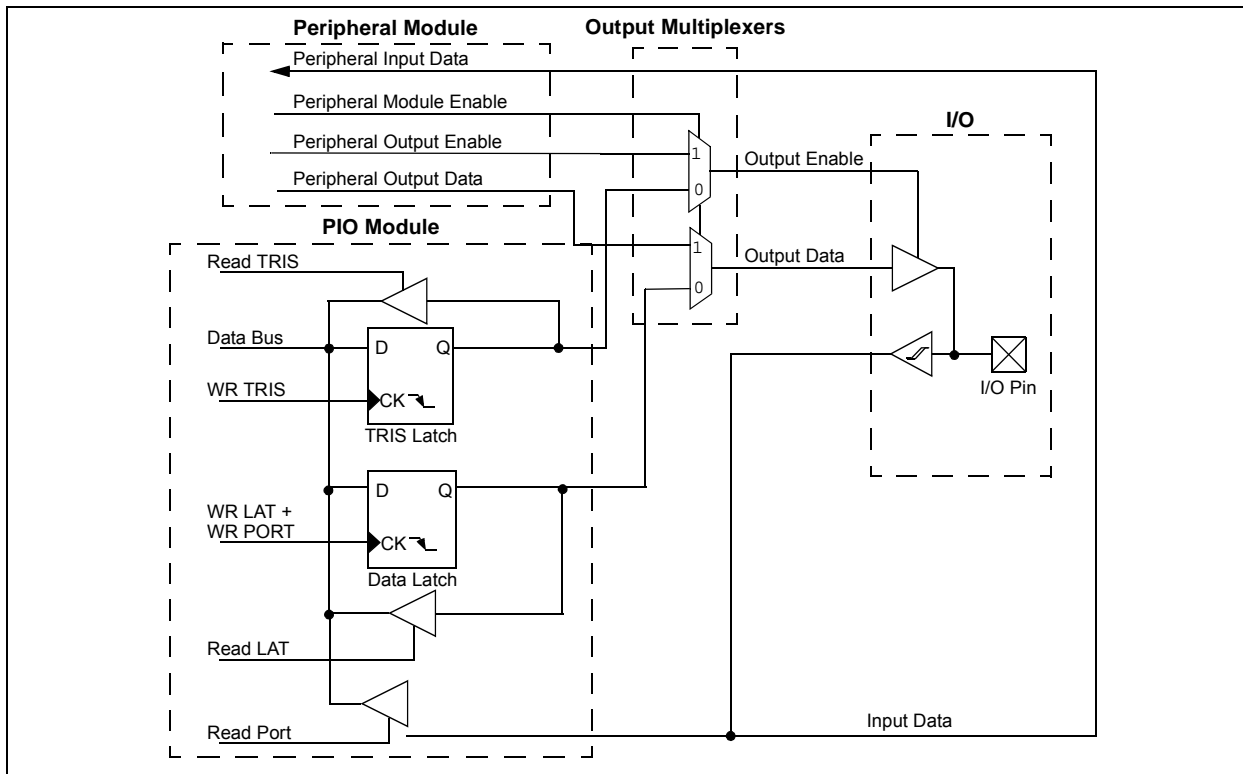 Peripheral Module
Output Multiplexers
Peripheral Input Data
Peripheral Module Enable
Peripheral Output Enable
Peripheral Output Data
1
0
Output Enable
I/O
PIO Module
1
0
Output Data
Read TRIS
Data Bus
D
Q
WR TRIS
CK
TRIS Latch
I/O Pin
D
Q
WR LAT +
WR PORT
CK
Data Latch
Read LAT
Read Port
Input Data